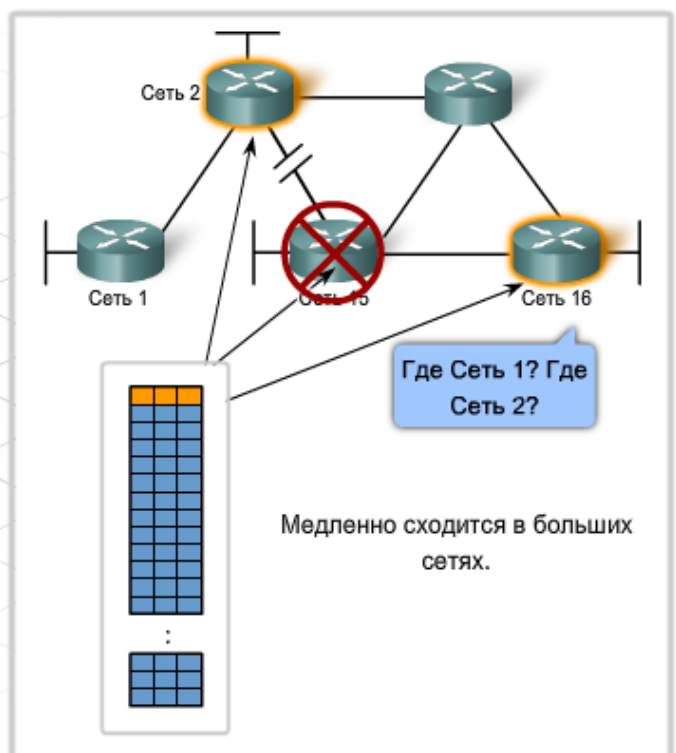 Сеть 2
Сеть 1
Сеть 15
Сеть 16
Где Сеть 1? Где
Сеть 2?
Медленно сходится в больших
сетях.
: